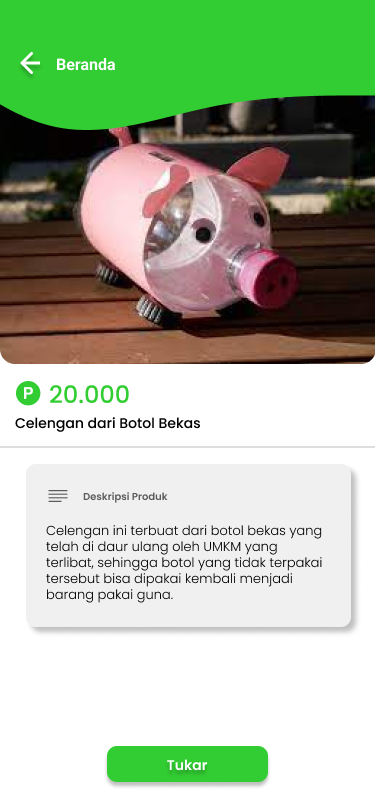 Beranda
P 20.000
Celengan dari Botol Bekas
Deskripsi Produk
Celengan ini terbuat dari botol bekas yang
telah di daur ulang oleh UMKM yang
terlibat, sehingga botol yang tidak terpakai
tersebut bisa dipakai kembali menjadi
barang pakai guna.
Tukar